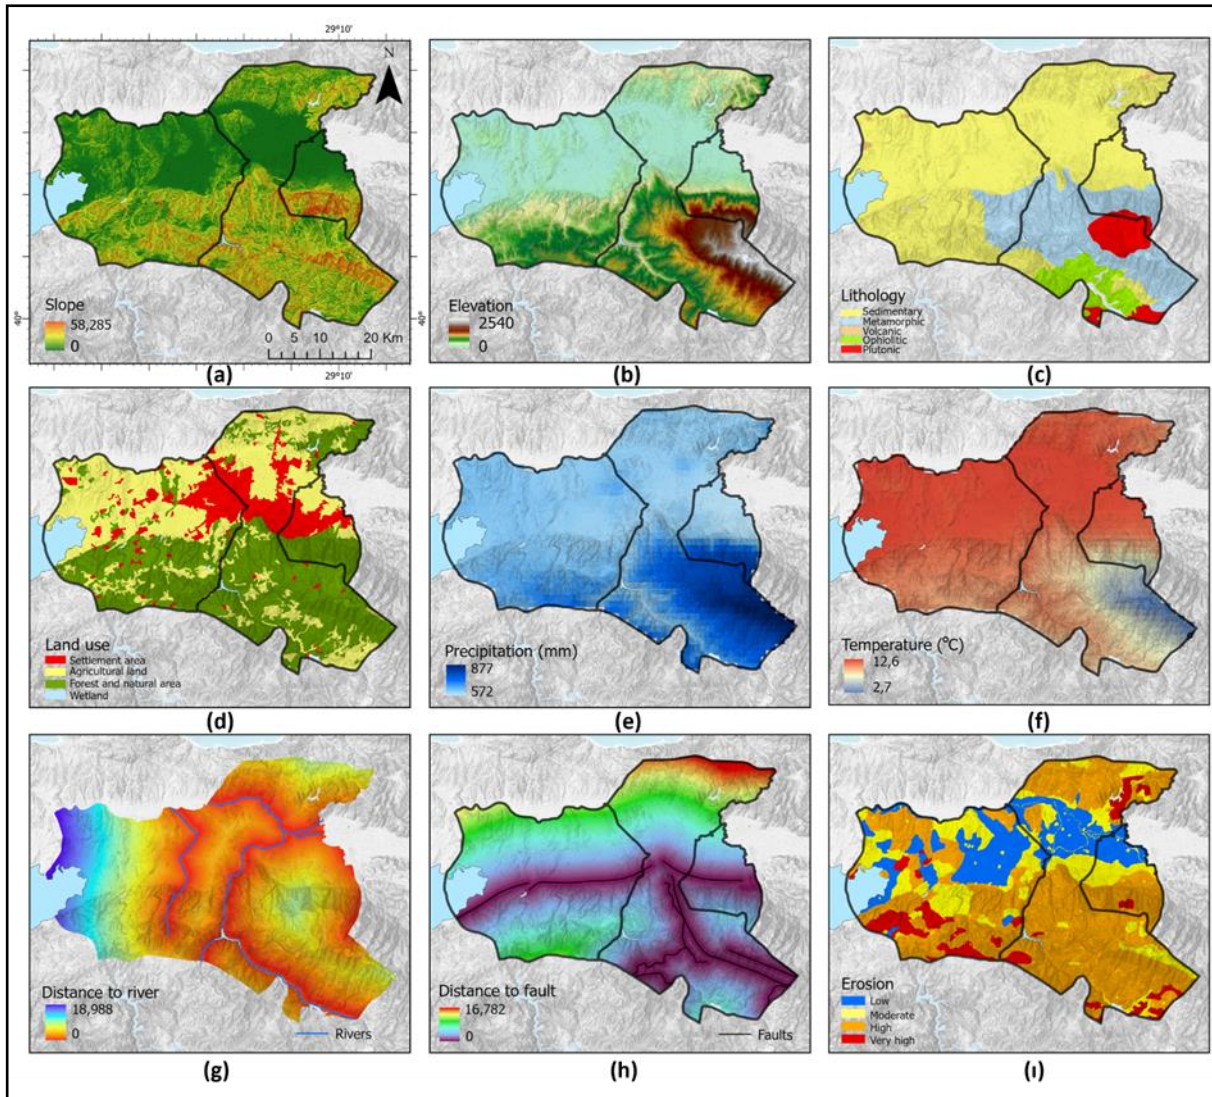 29°10'
N
Slope
58,285
0
0 5 10 20 Km
40°
40°
(a)
29°10'
Elevation
2540
0
(b)
Lithology
Sedimentary
Metamorphic
Volcanic
Ophiolitic
Plutonic
(c)
Land use
Settlement area
Agricultural land
Forest and natural area
Wetland
(d)
Precipitation (mm)
877
572
(e)
Temperature (°C)
12,6
2,7
(f)
Distance to river
18,988
0
Rivers
(g)
Distance to fault
16,782
0
Faults
(h)
Erosion
Low
Moderate
High
Very high
(ı)